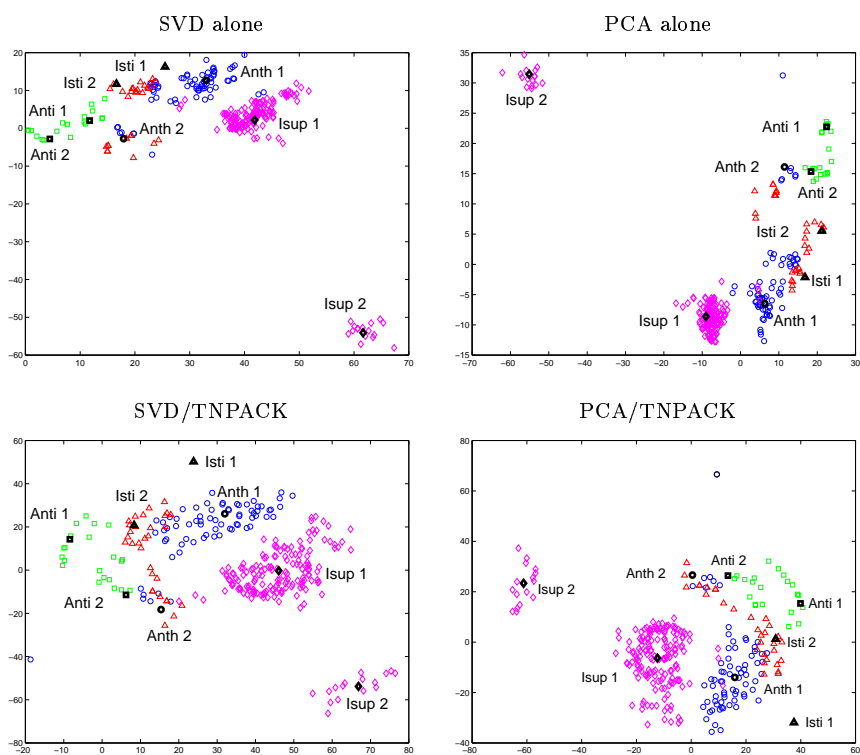 SVD alone
PCA alone
20
10
0
−10
−20
−30
−40
−50
−60
0 10 20 30 40 50 60 70
Isti 1
Anth 1
Isti 2
Anti 1
Isup 1
Anth 2
Anti 2
Isup 2
35
30
25
20
15
10
5
0
−5
−10
−15
−70 −60 −50 −40 −30 −20 −10 0 10 20 30
Isup 2
Anti 1
Anth 2
Anti 2
Isti 2
Isti 1
Isup 1
Anth 1
SVD/TNPACK
PCA/TNPACK
60
40
20
0
−20
−40
−60
−80
−20 −10 0 10 20 30 40 50 60 70 80
Isti 1
Anth 1
Isti 2
Anti 1
Isup 1
Anti 2
Anth 2
Isup 2
80
60
40
20
0
−20
−40
−80 −60 −40 −20 0 20 40 60
Anti 2
Anth 2
Isup 2
Anti 1
Isti 2
Isup 1
Anth 1
Isti 1